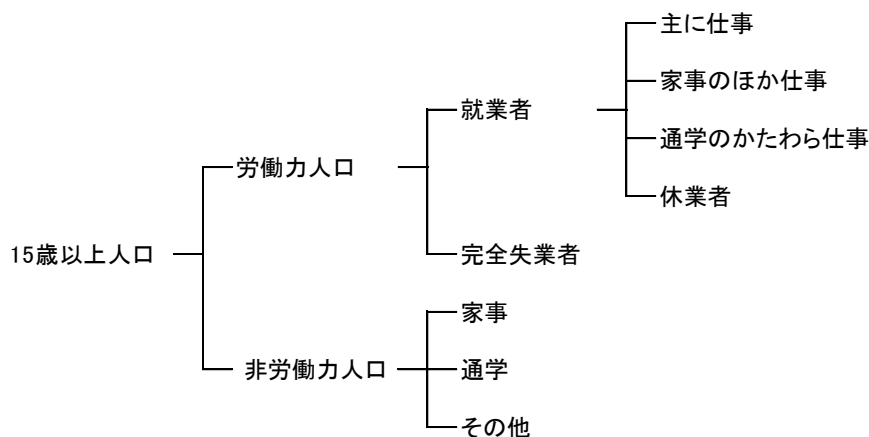 主に仕事
家事のほか仕事
就業者
通学のかたわら仕事
労働力人口
休業者
15歳以上人口
完全失業者
家事
非労働力人口
通学
その他